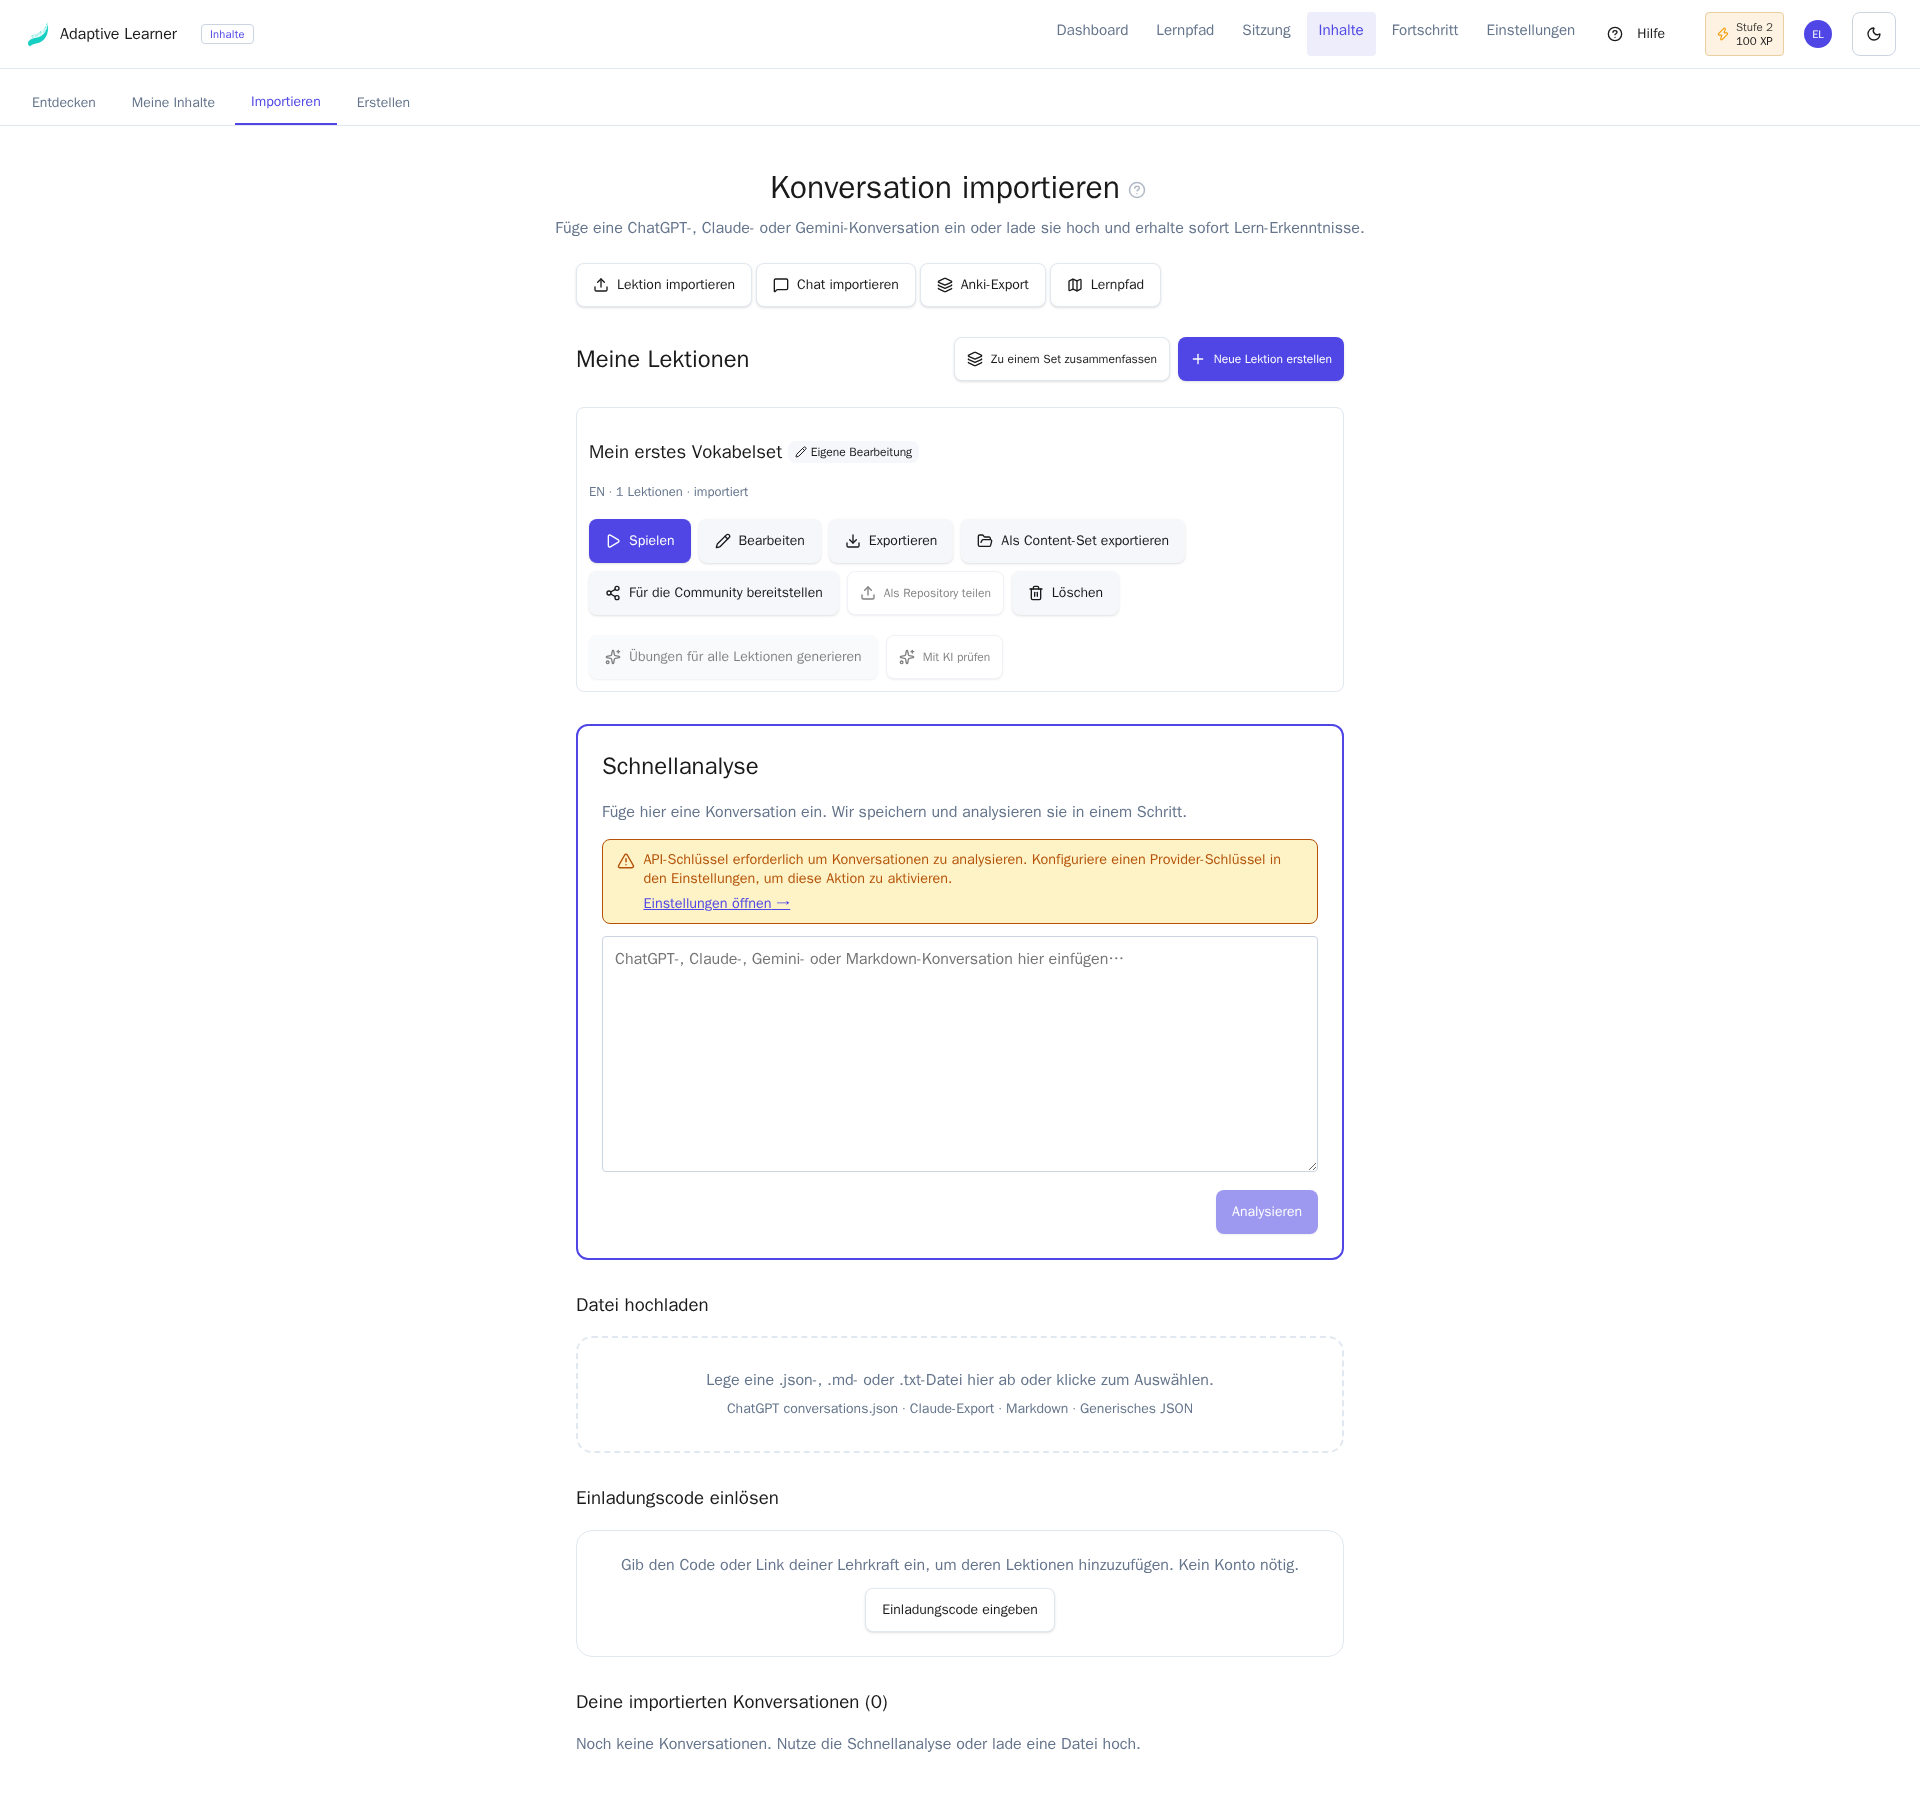 Adaptive Learner
Inhalte
Dashboard
Lernpfad
Sitzung
Inhalte
Fortschritt
Einstellungen
Hilfe
Stufe 2
100 XP
EL
Entdecken
Meine Inhalte
Importieren
Erstellen
Konversation importieren
Füge eine ChatGPT-, Claude- oder Gemini-Konversation ein oder lade sie hoch und erhalte sofort Lern-Erkenntnisse.
Lektion importieren
Chat importieren
Anki-Export
Lernpfad
Meine Lektionen
Zu einem Set zusammenfassen
Neue Lektion erstellen
Mein erstes Vokabelset
Eigene Bearbeitung
EN · 1 Lektionen · importiert
Spielen
Bearbeiten
Exportieren
Als Content-Set exportieren
Für die Community bereitstellen
Als Repository teilen
Löschen
Übungen für alle Lektionen generieren
Mit KI prüfen
Schnellanalyse
Füge hier eine Konversation ein. Wir speichern und analysieren sie in einem Schritt.
API-Schlüssel erforderlich um Konversationen zu analysieren. Konfiguriere einen Provider-Schlüssel in
den Einstellungen, um diese Aktion zu aktivieren.
Einstellungen öffnen →
ChatGPT-, Claude-, Gemini- oder Markdown-Konversation hier einfügen…
Analysieren
Datei hochladen
Lege eine .json-, .md- oder .txt-Datei hier ab oder klicke zum Auswählen.
ChatGPT conversations.json · Claude-Export · Markdown · Generisches JSON
Einladungscode einlösen
Gib den Code oder Link deiner Lehrkraft ein, um deren Lektionen hinzuzufügen. Kein Konto nötig.
Einladungscode eingeben
Deine importierten Konversationen (0)
Noch keine Konversationen. Nutze die Schnellanalyse oder lade eine Datei hoch.